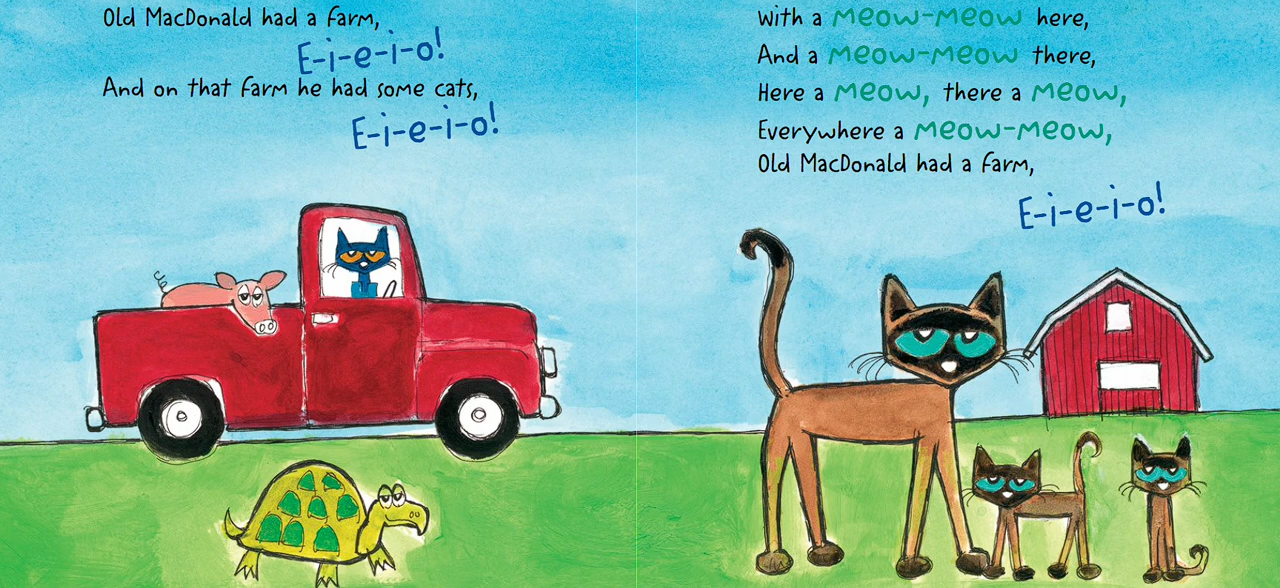 Old MacDonald had a farm,
E-i-e-i-o!
And on that farm he had some cats,
E-i-e-i-o!
With a meow-meow here,
And a meow-meow there,
Here a meow, there a meow,
Everywhere a meow-meow,
Old MacDonald had a farm,
E-i-e-i-o!